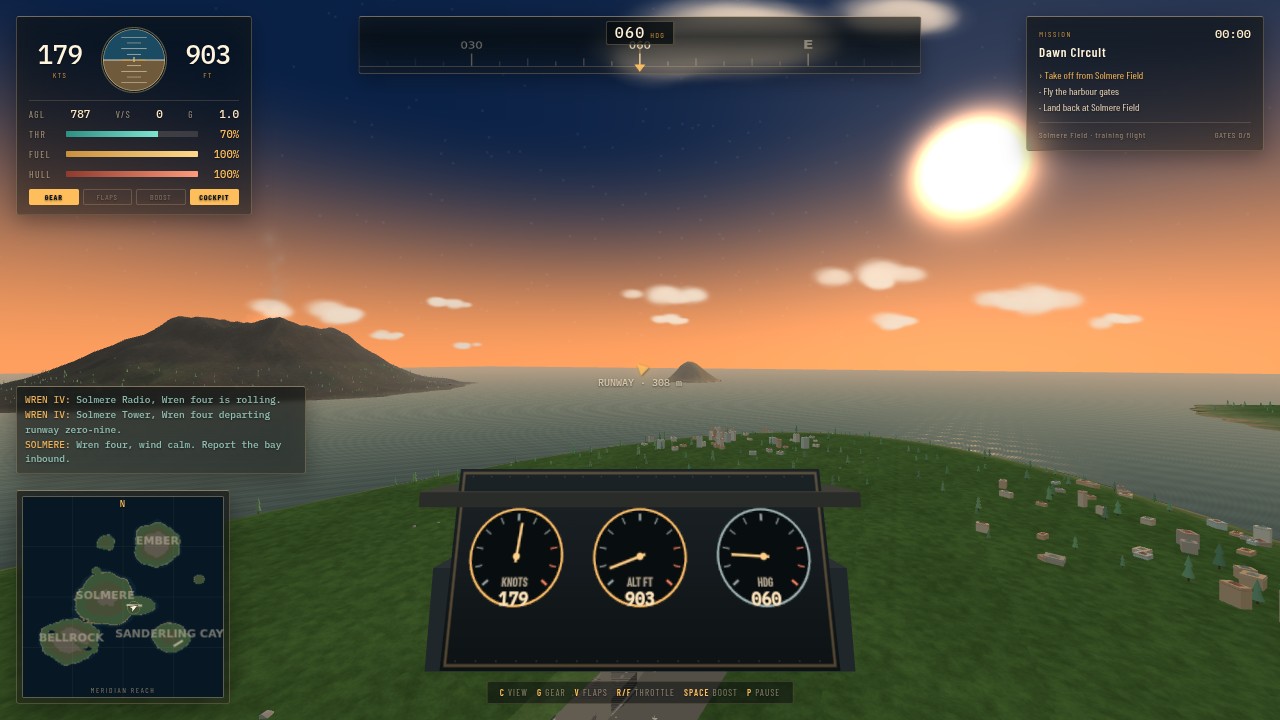 179
KTS
903
FT
AGL 787 V/S 0 G 1.0
THR 70%
FUEL 100%
HULL 100%
GEAR FLAPS BOOST COCKPIT
060 HDG
030 060 E
MISSION 00:00
Dawn Circuit
› Take off from Solmere Field
· Fly the harbour gates
· Land back at Solmere Field
Solmere Field · training flight GATES 0/5
RUNWAY · 308 m
WREN IV: Solmere Radio, Wren four is rolling.
WREN IV: Solmere Tower, Wren four departing
runway zero-nine.
SOLMERE: Wren four, wind calm. Report the bay
inbound.
N
EMBER
SOLMERE
BELLROCK SANDERLING CAY
MERIDIAN REACH
KNOTS
179
ALT FT
903
HDG
060
C VIEW G GEAR V FLAPS R/F THROTTLE SPACE BOOST P PAUSE